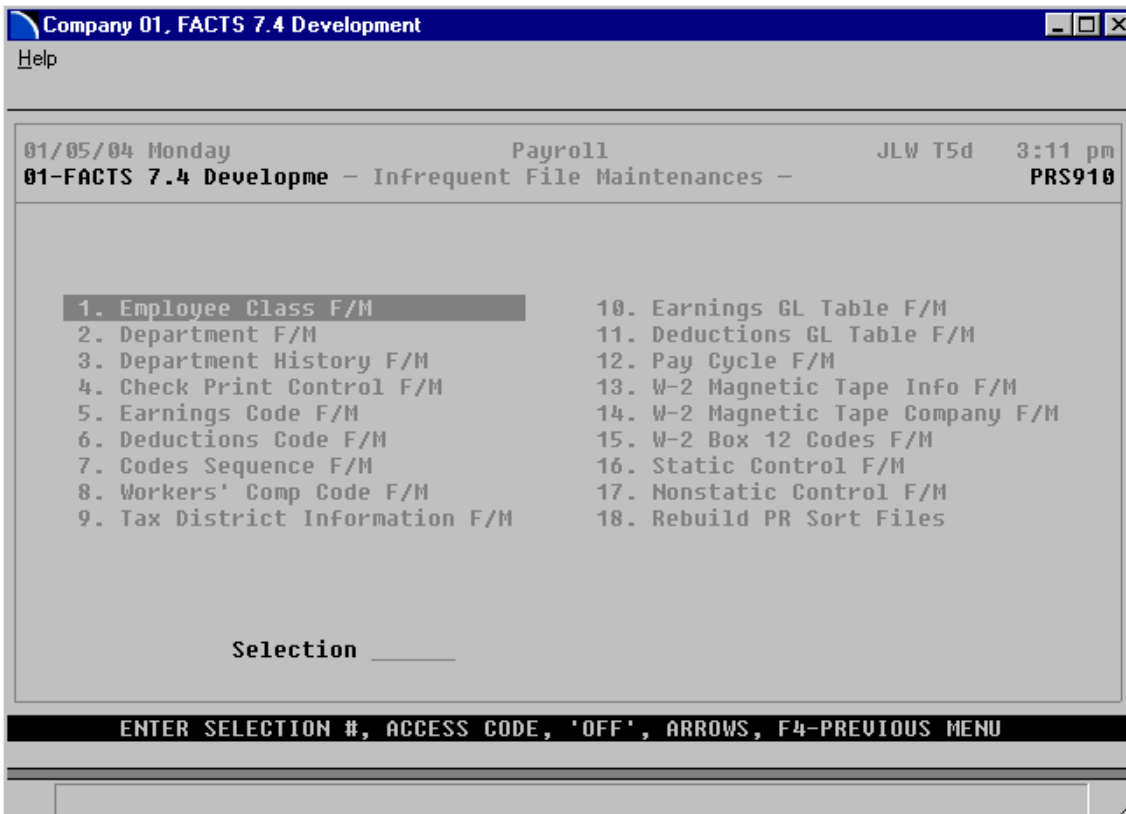 Company 01, FACTS 7.4 Development
Help
01/05/04 Monday Payroll JLW T5d 3:11 pm
01-FACTS 7.4 Developme — Infrequent File Maintenances — PRS910
1. Employee Class F/M
2. Department F/M
3. Department History F/M
4. Check Print Control F/M
5. Earnings Code F/M
6. Deductions Code F/M
7. Codes Sequence F/M
8. Workers' Comp Code F/M
9. Tax District Information F/M
10. Earnings GL Table F/M
11. Deductions GL Table F/M
12. Pay Cycle F/M
13. W-2 Magnetic Tape Info F/M
14. W-2 Magnetic Tape Company F/M
15. W-2 Box 12 Codes F/M
16. Static Control F/M
17. Nonstatic Control F/M
18. Rebuild PR Sort Files
Selection ______
ENTER SELECTION #, ACCESS CODE, 'OFF', ARROWS, F4-PREVIOUS MENU